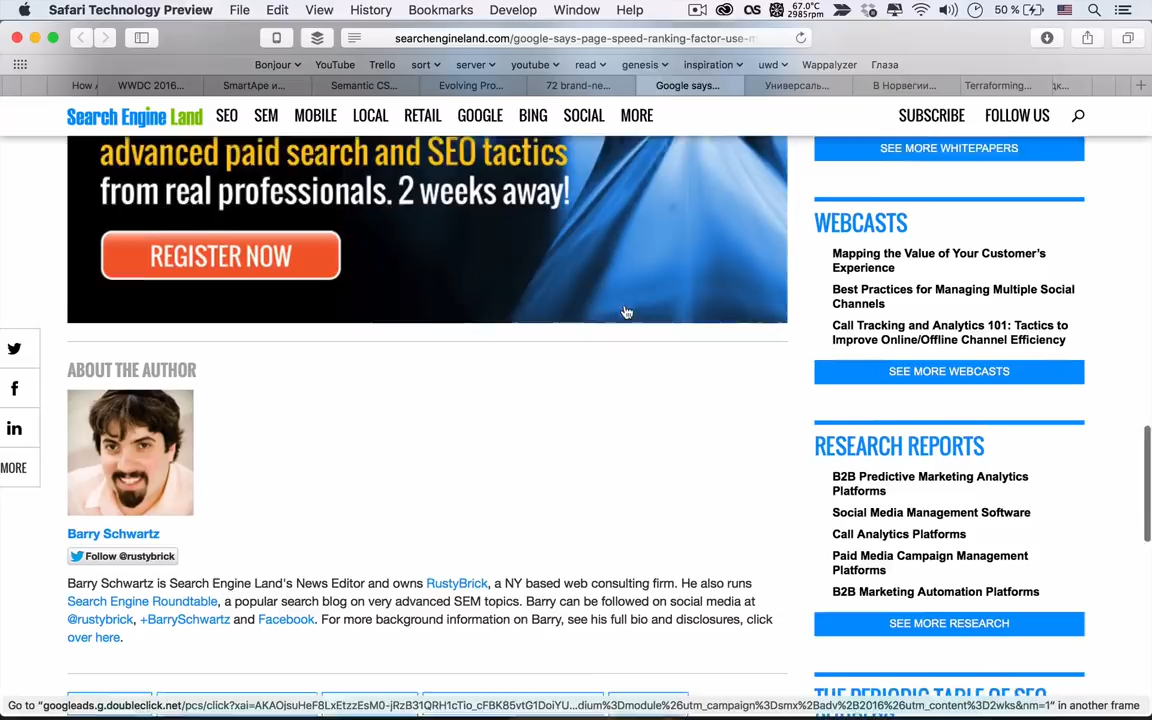 Safari Technology Preview File Edit View History Bookmarks Develop Window Help 67.0°C 2985rpm 50 %
searchengineland.com/google-says-page-speed-ranking-factor-use-m
Bonjour YouTube Trello sort server youtube read genesis inspiration uwd Wappalyzer Глаза
How WWDC 2016... SmartApe и... Semantic CS... Evolving Pro... 72 brand-ne... Google says... Универсаль... В Норвегии... Terraforming...
Search Engine Land SEO SEM MOBILE LOCAL RETAIL GOOGLE BING SOCIAL MORE SUBSCRIBE FOLLOW US
advanced paid search and SEO tactics
from real professionals. 2 weeks away!
REGISTER NOW
MORE
ABOUT THE AUTHOR
Barry Schwartz
Follow @rustybrick
Barry Schwartz is Search Engine Land's News Editor and owns RustyBrick, a NY based web consulting firm. He also runs
Search Engine Roundtable, a popular search blog on very advanced SEM topics. Barry can be followed on social media at
@rustybrick, +BarrySchwartz and Facebook. For more background information on Barry, see his full bio and disclosures, click
over here.
SEE MORE WHITEPAPERS
WEBCASTS
Mapping the Value of Your Customer's
Experience
Best Practices for Managing Multiple Social
Channels
Call Tracking and Analytics 101: Tactics to
Improve Online/Offline Channel Efficiency
SEE MORE WEBCASTS
RESEARCH REPORTS
B2B Predictive Marketing Analytics
Platforms
Social Media Management Software
Call Analytics Platforms
Paid Media Campaign Management
Platforms
B2B Marketing Automation Platforms
SEE MORE RESEARCH
THE PERIODIC TABLE OF SEO